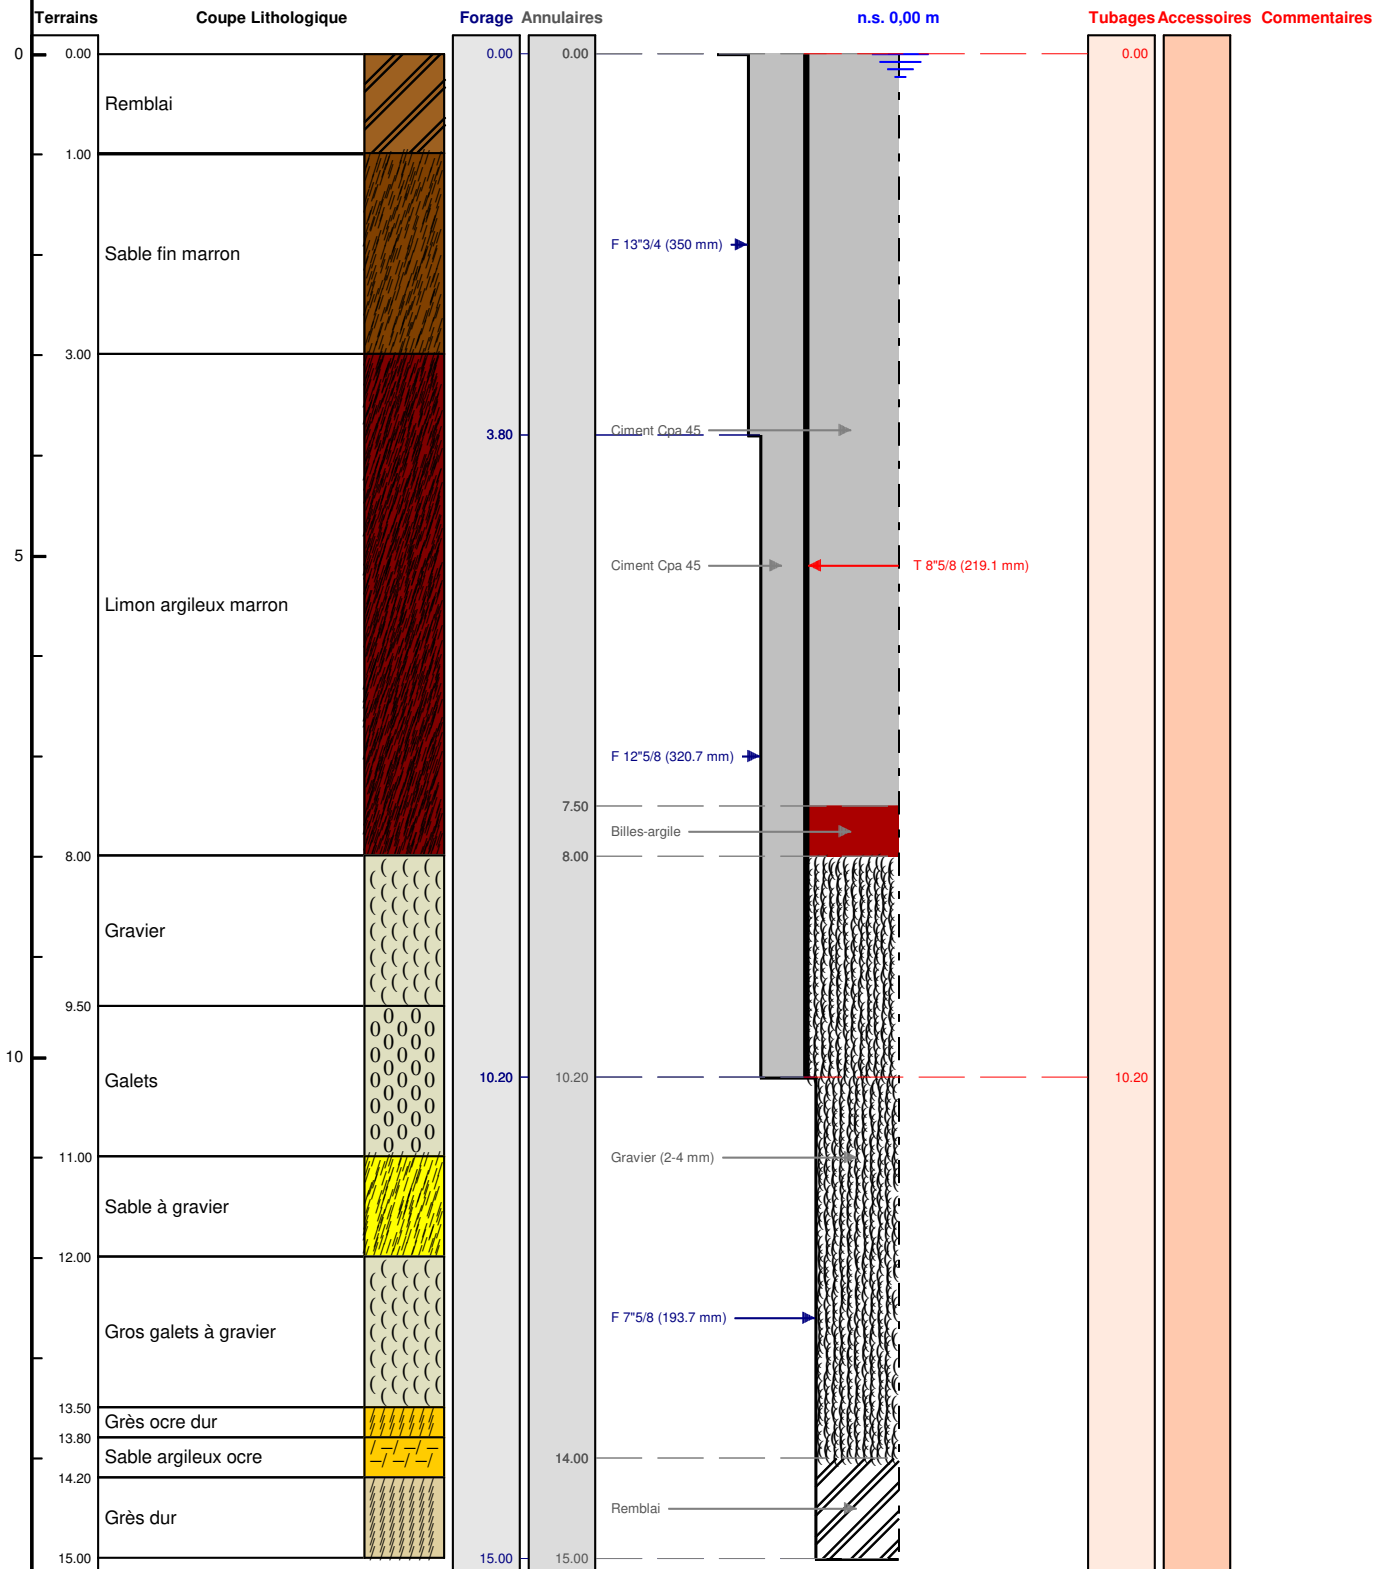 Terrains Coupe Lithologique Forage Annulaires n.s. 0,00 m Tubages Accessoires Commentaires
0 0.00 0.00 0.00 0.00
Remblai
1.00
F 13"3/4 (350 mm)
Sable fin marron
3.00
Ciment Cpa 45
3.80
5
Ciment Cpa 45 T 8"5/8 (219.1 mm)
Limon argileux marron
F 12"5/8 (320.7 mm)
7.50
Billes-argile
8.00 8.00
Gravier
9.50
10
10.20 10.20 10.20
Galets
11.00
Gravier (2-4 mm)
Sable à gravier
12.00
F 7"5/8 (193.7 mm)
Gros galets à gravier
13.50
Grès ocre dur
13.80
Sable argileux ocre
14.00
14.20
Remblai
Grès dur
15.00 15.00 15.00